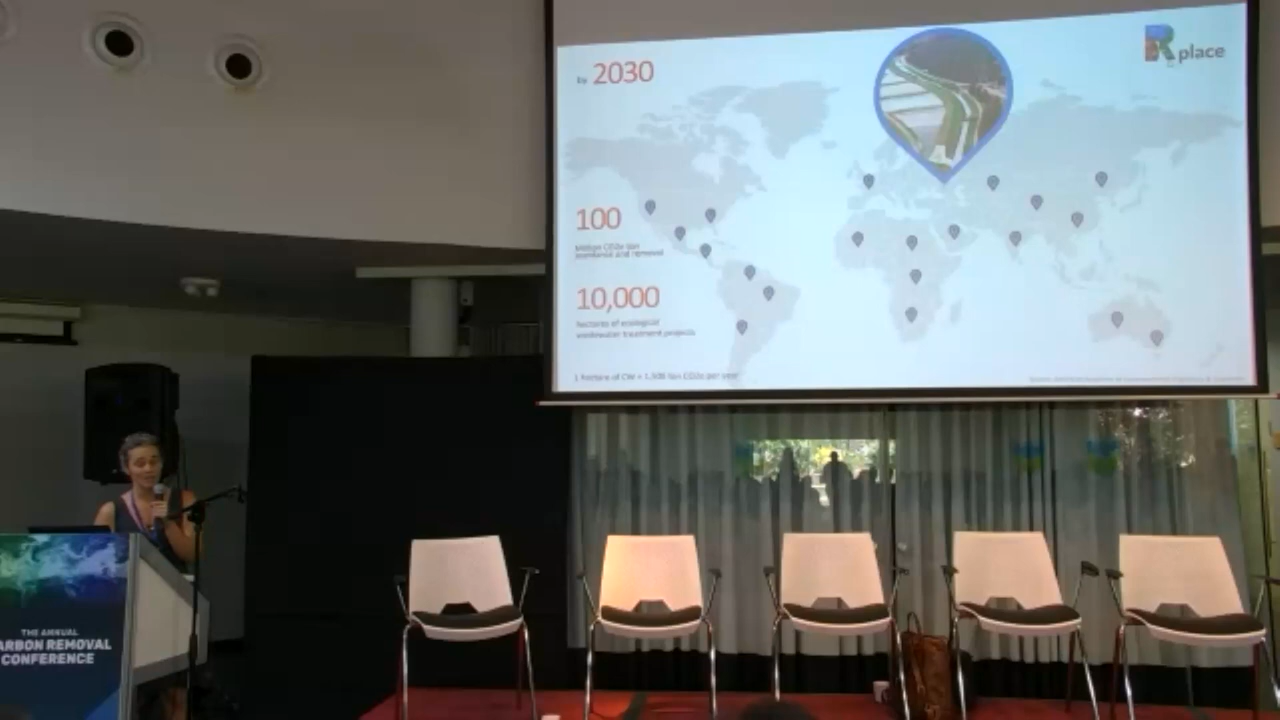 by 2030
R place
100
Million CO2e ton
avoidance and removal
10,000
hectares of ecological
wastewater treatment projects
1 hectare of CW = 1,508 ton CO2e per year
THE ANNUAL
ARBON REMOVAL
CONFERENCE